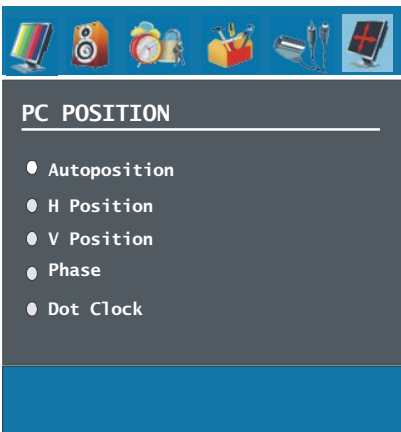 PC POSITION
Autoposition
H Position
V Position
Phase
Dot Clock